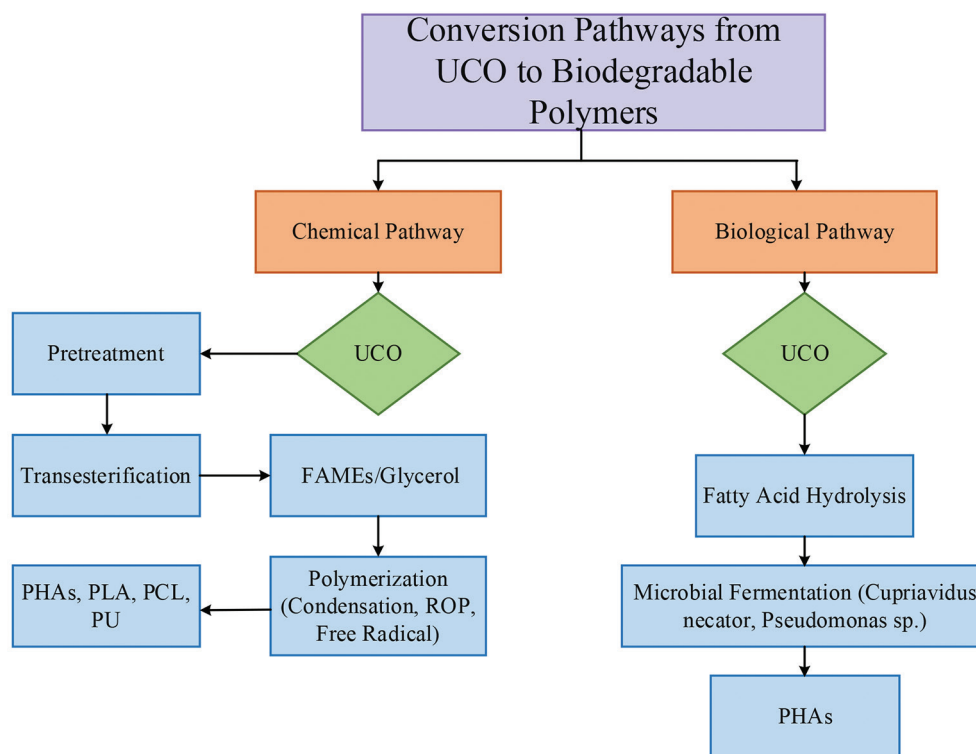 Conversion Pathways from
UCO to Biodegradable
Polymers
Chemical Pathway
Biological Pathway
UCO
UCO
Pretreatment
Transesterification
FAMEs/Glycerol
Fatty Acid Hydrolysis
PHAs, PLA, PCL,
PU
Polymerization
(Condensation, ROP,
Free Radical)
Microbial Fermentation (Cupriavidus
necator, Pseudomonas sp.)
PHAs